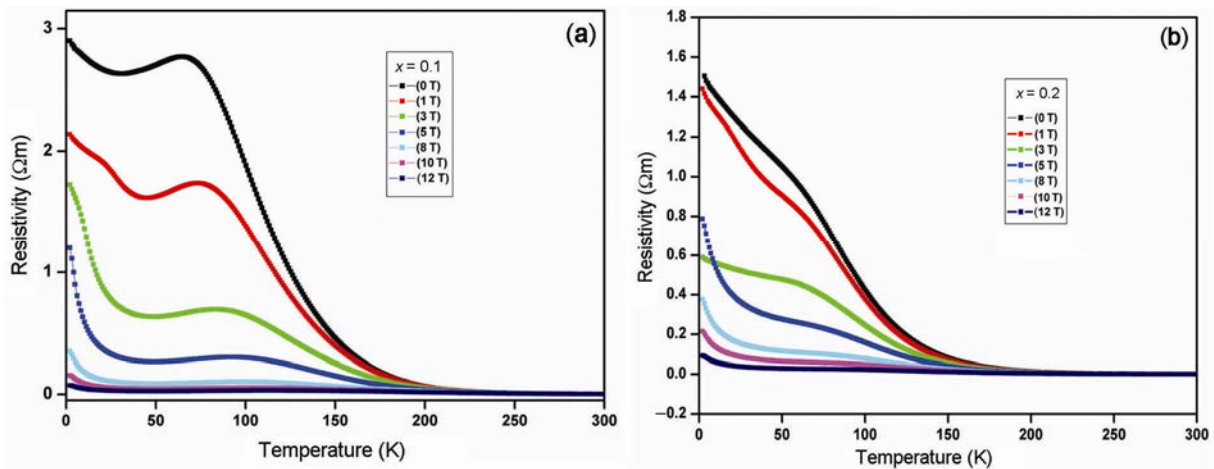 (a)
3
2
1
0
Resistivity (Ωm)
x = 0.1
(0 T)
(1 T)
(3 T)
(5 T)
(8 T)
(10 T)
(12 T)
0 50 100 150 200 250 300
Temperature (K)
(b)
1.8
1.6
1.4
1.2
1.0
0.8
0.6
0.4
0.2
0.0
−0.2
Resistivity (Ωm)
x = 0.2
(0 T)
(1 T)
(3 T)
(5 T)
(8 T)
(10 T)
(12 T)
0 50 100 150 200 250 300
Temperature (K)